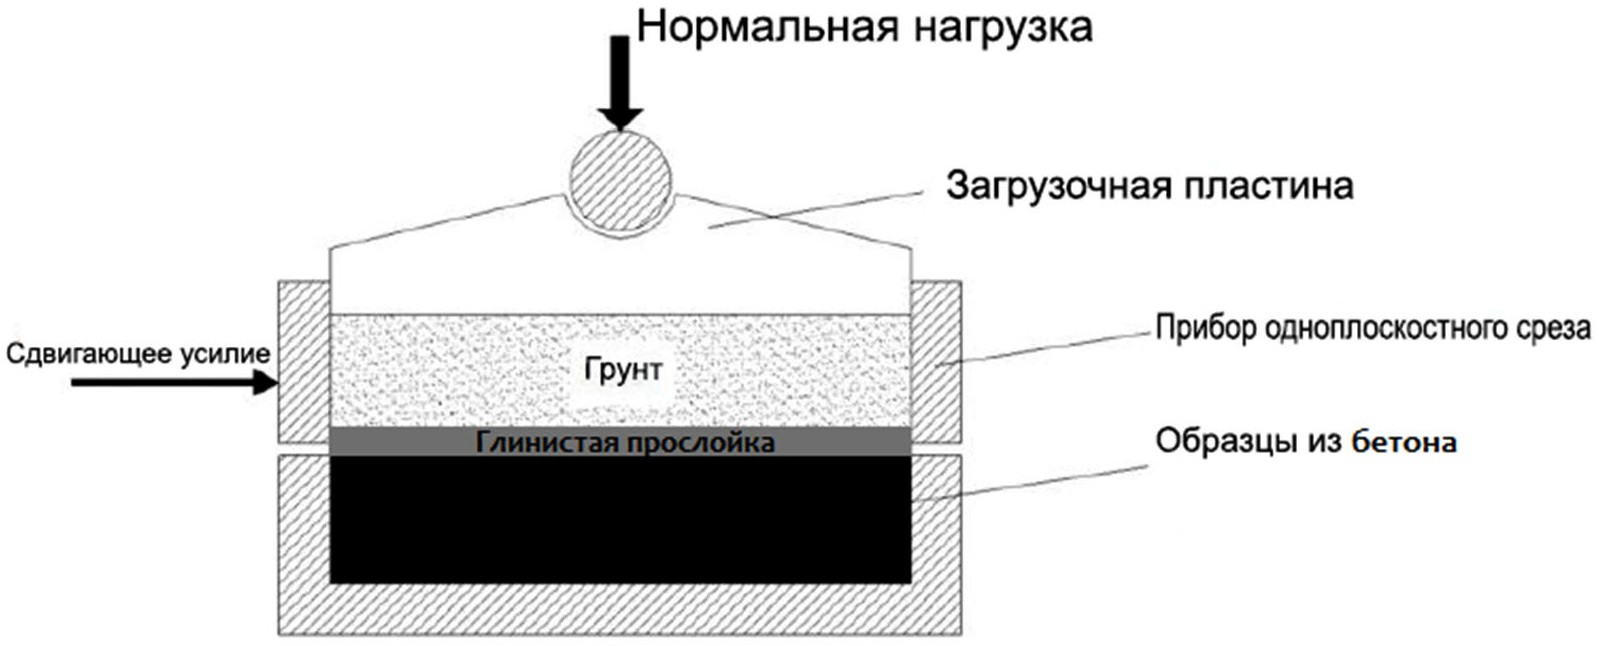 Нормальная нагрузка
Загрузочная пластина
Прибор одноплоскостного среза
Сдвигающее усилие
Грунт
Глинистая прослойка
Образцы из бетона